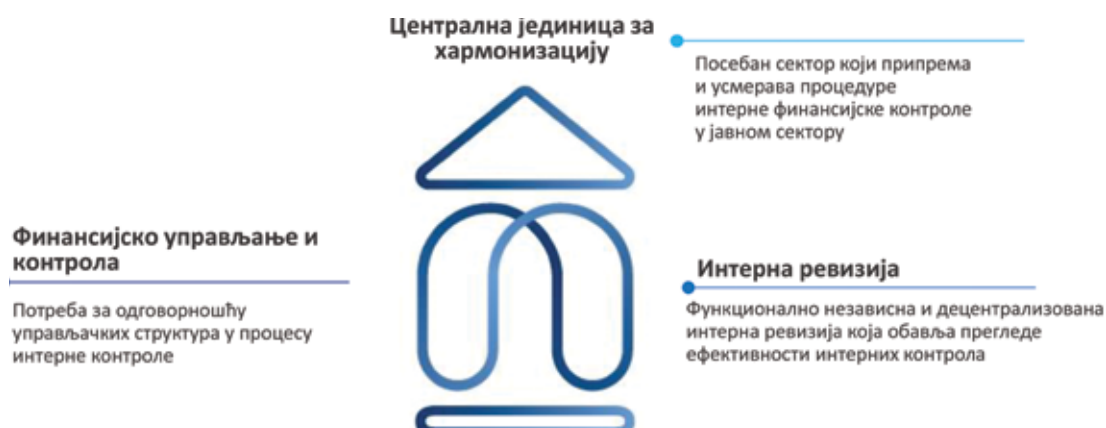 Централна јединица за
хармонизацију
Посебан сектор који припрема
и усмерава процедуре
интерне финансијске контроле
у јавном сектору
Финансијско управљање и
контрола
Потреба за одговорношћу
управљачких структура у процесу
интерне контроле
Интерна ревизија
Функционално независна и децентрализована
интерна ревизија која обавља прегледе
ефективности интерних контрола